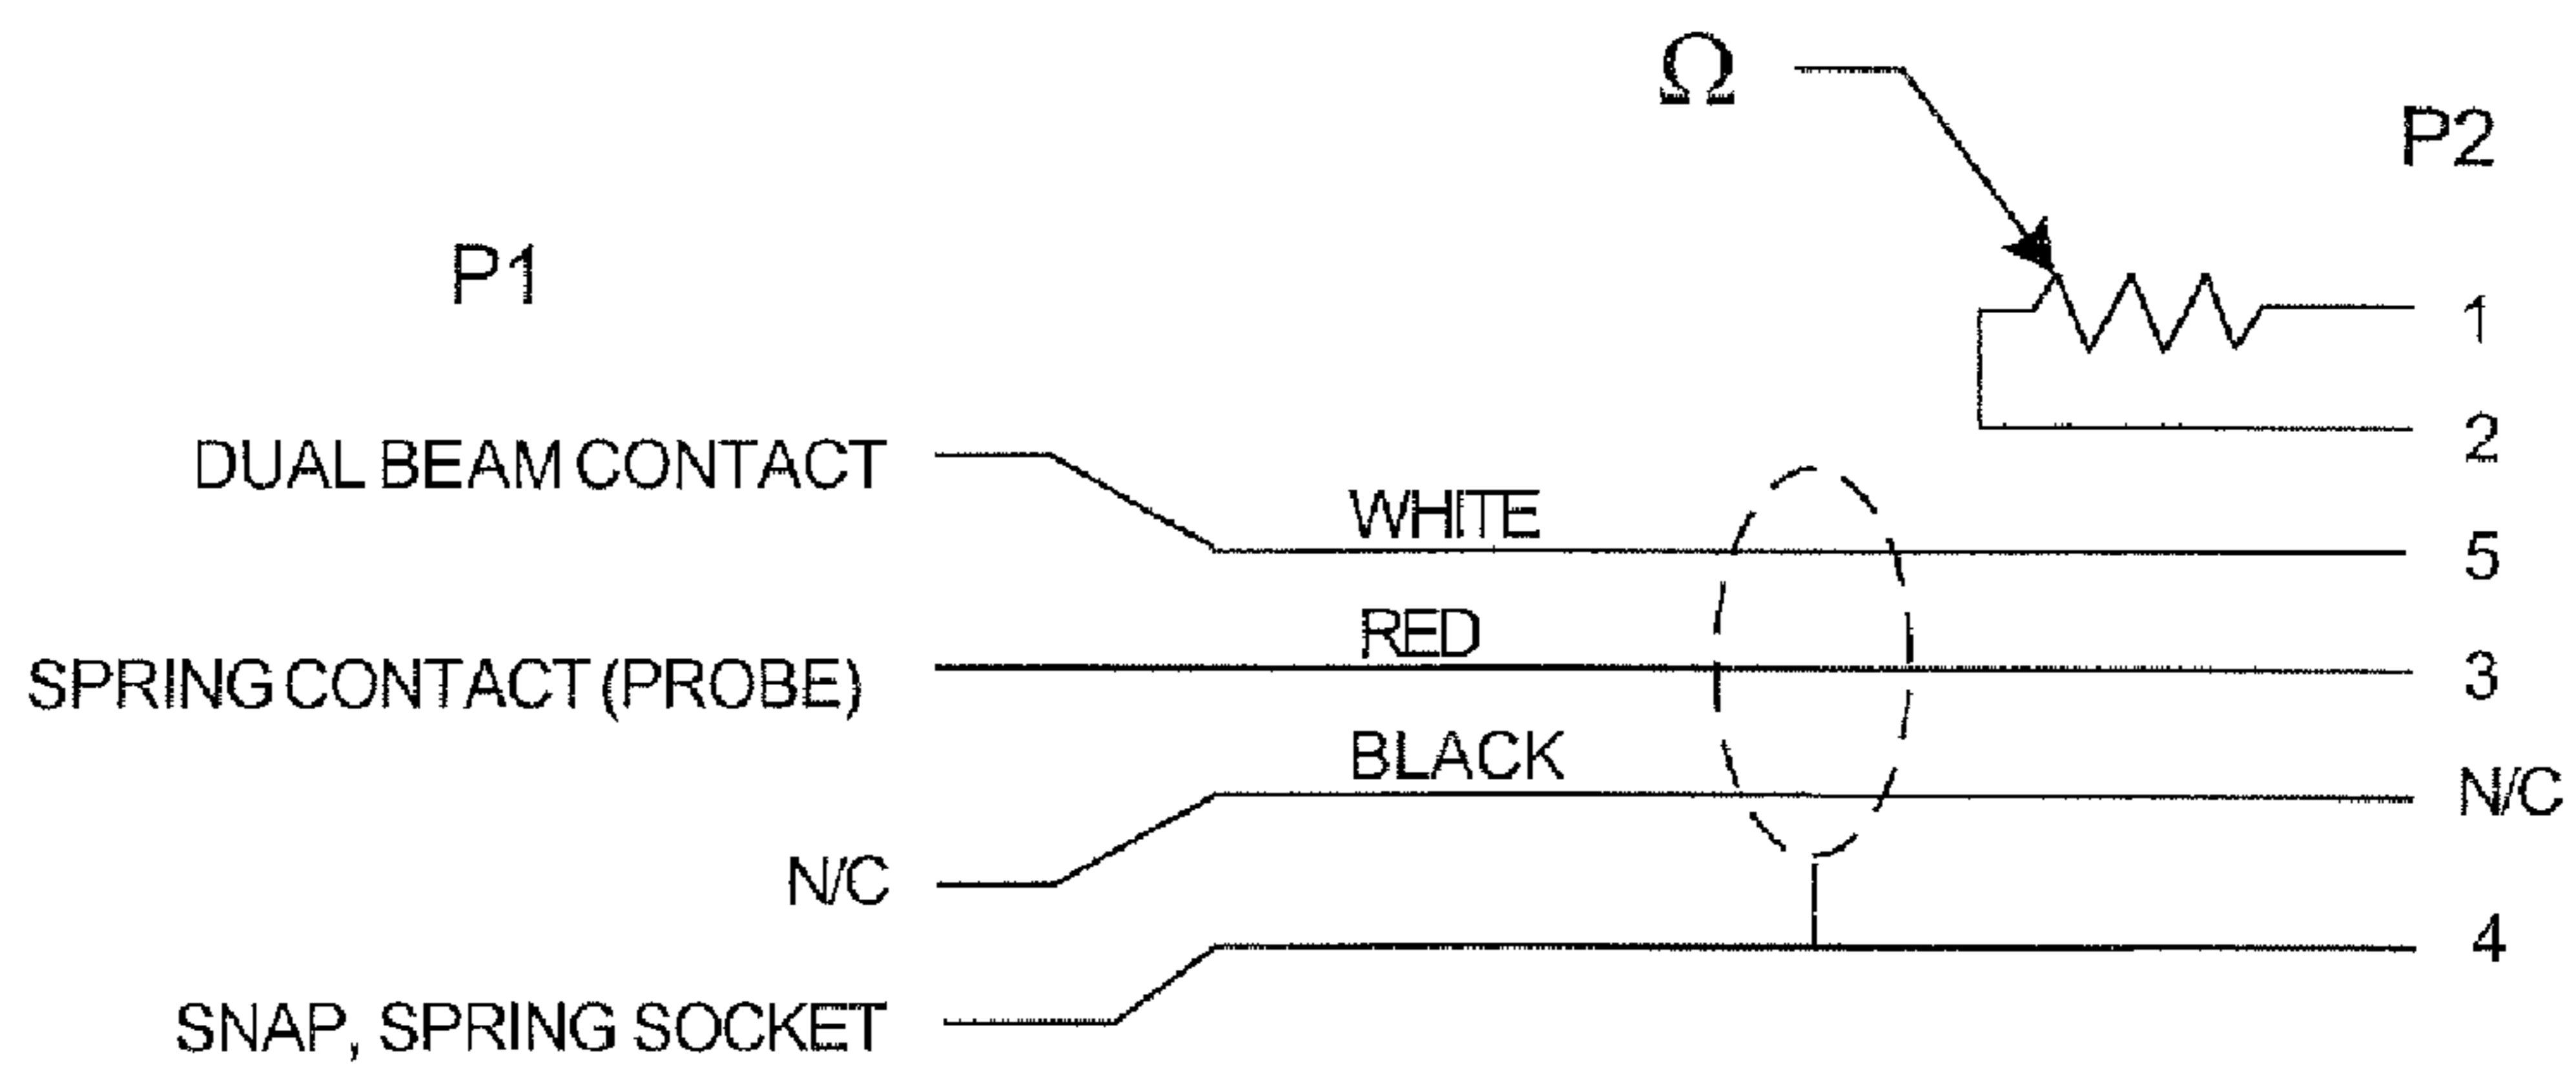 Ω
P2
P1
1
2
DUAL BEAM CONTACT
WHITE
5
RED
SPRING CONTACT (PROBE)
3
BLACK
N/C
N/C
4
SNAP, SPRING SOCKET